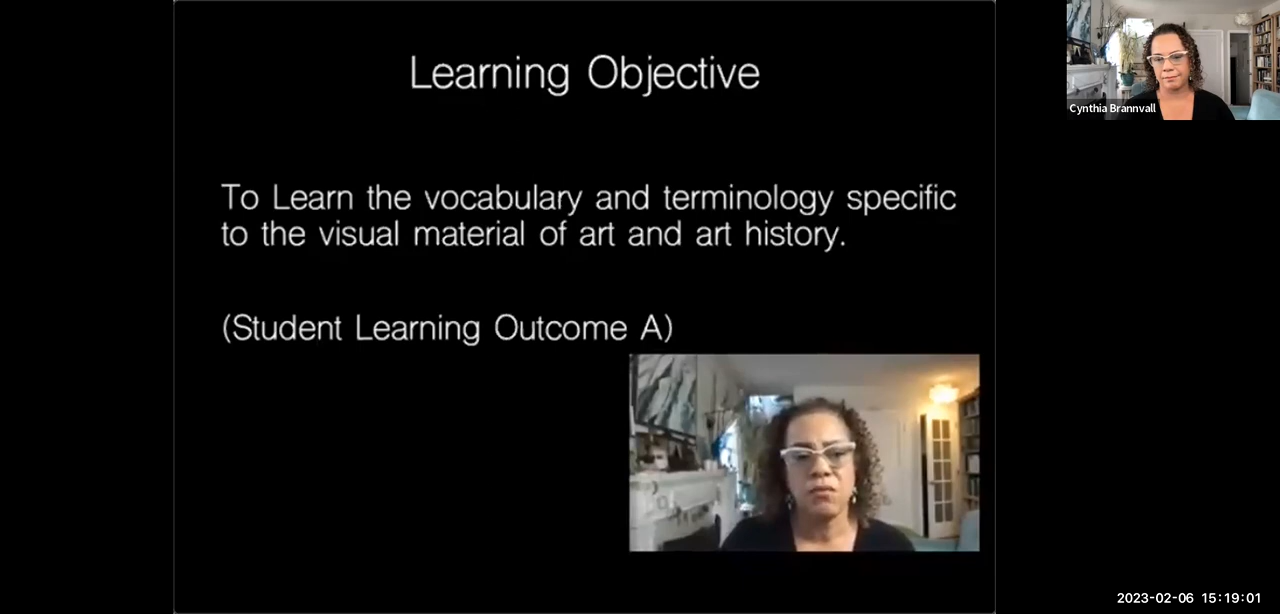 Learning Objective
To Learn the vocabulary and terminology specific
to the visual material of art and art history.
(Student Learning Outcome A)
Cynthia Brannvall
2023-02-06 15:19:01